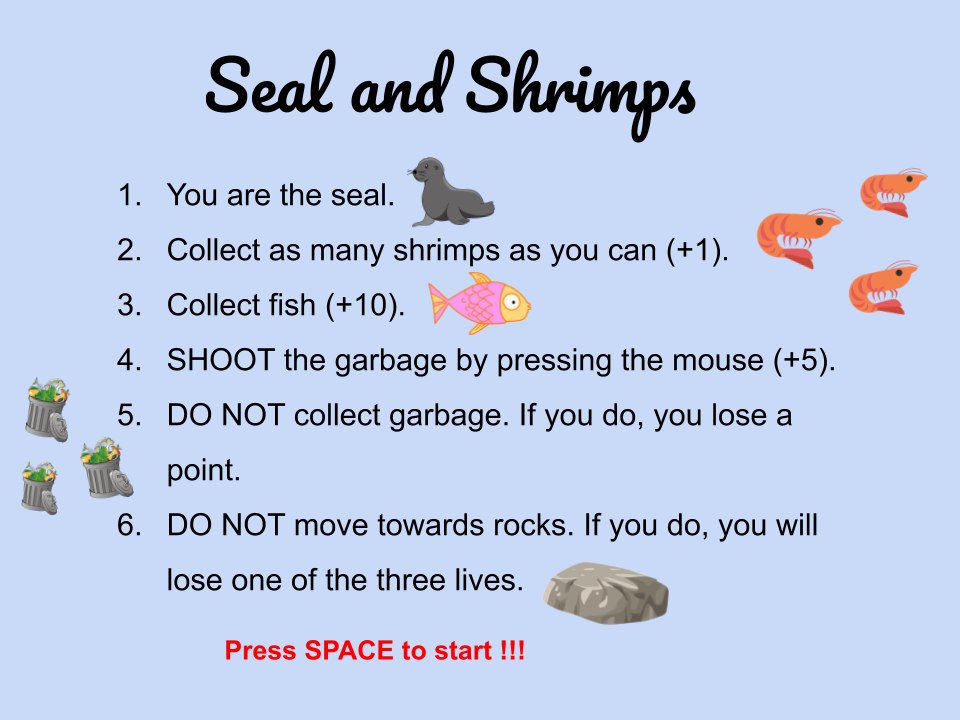 Seal and Shrimps
1. You are the seal.
2. Collect as many shrimps as you can (+1).
3. Collect fish (+10).
4. SHOOT the garbage by pressing the mouse (+5).
5. DO NOT collect garbage. If you do, you lose a
point.
6. DO NOT move towards rocks. If you do, you will
lose one of the three lives.
Press SPACE to start !!!